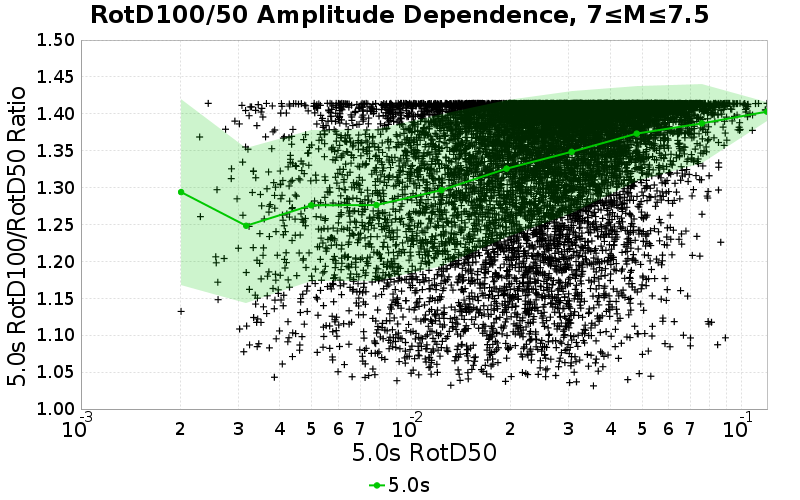 RotD100/50 Amplitude Dependence, 7≤M≤7.5
5.0s RotD100/RotD50 Ratio
1.50
1.45
1.40
1.35
1.30
1.25
1.20
1.15
1.10
1.05
1.00
10^-3 2 3 4 5 6 7 10^-2 2 3 4 5 6 7 10^-1
5.0s RotD50
5.0s